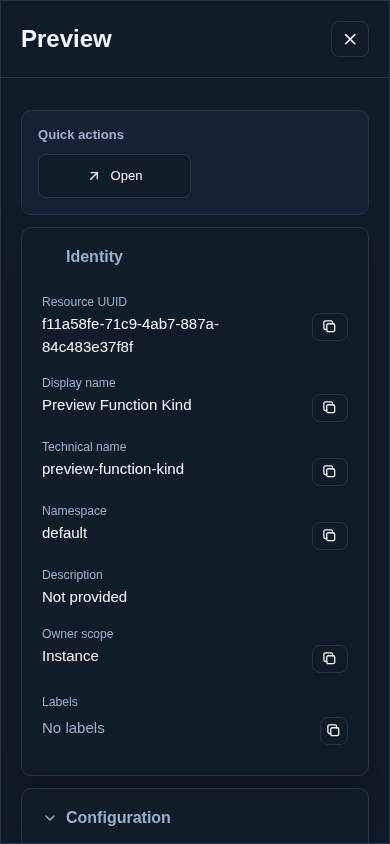 Preview
Quick actions
Open
Identity
Resource UUID
f11a58fe-71c9-4ab7-887a-
84c483e37f8f
Display name
Preview Function Kind
Technical name
preview-function-kind
Namespace
default
Description
Not provided
Owner scope
Instance
Labels
No labels
Configuration